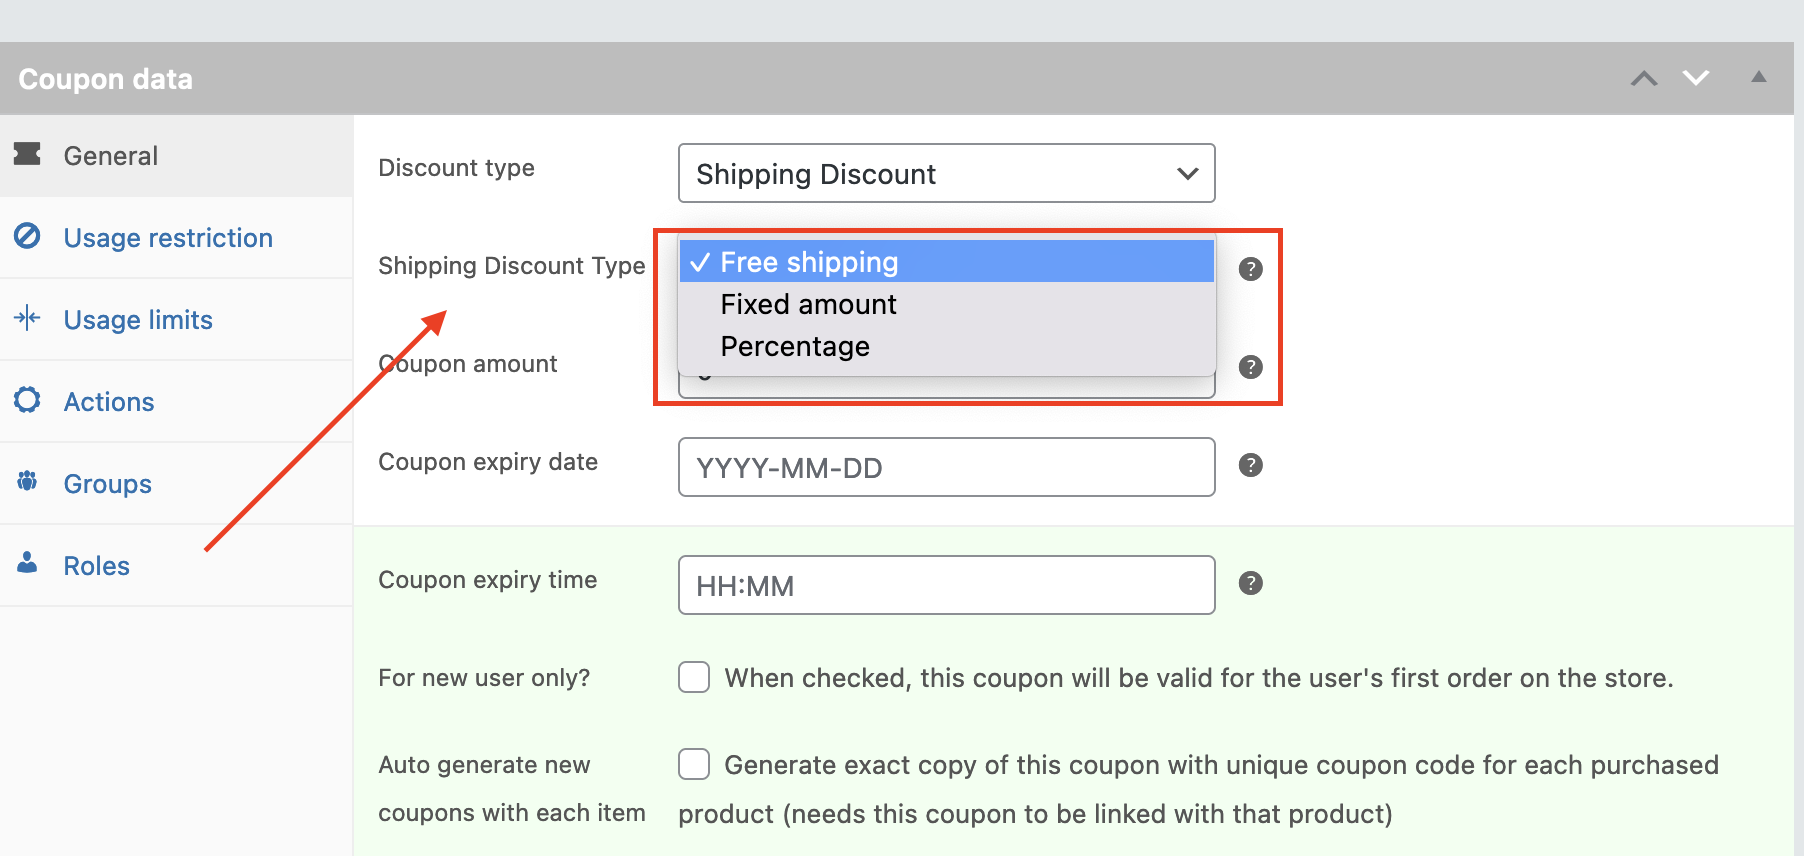 Coupon data
General
Usage restriction
Usage limits
Actions
Groups
Roles
Discount type
Shipping Discount
Shipping Discount Type
Free shipping
Fixed amount
Percentage
?
Coupon amount
?
Coupon expiry date
YYYY-MM-DD
?
Coupon expiry time
HH:MM
?
For new user only?
When checked, this coupon will be valid for the user's first order on the store.
Auto generate new
coupons with each item
Generate exact copy of this coupon with unique coupon code for each purchased
product (needs this coupon to be linked with that product)